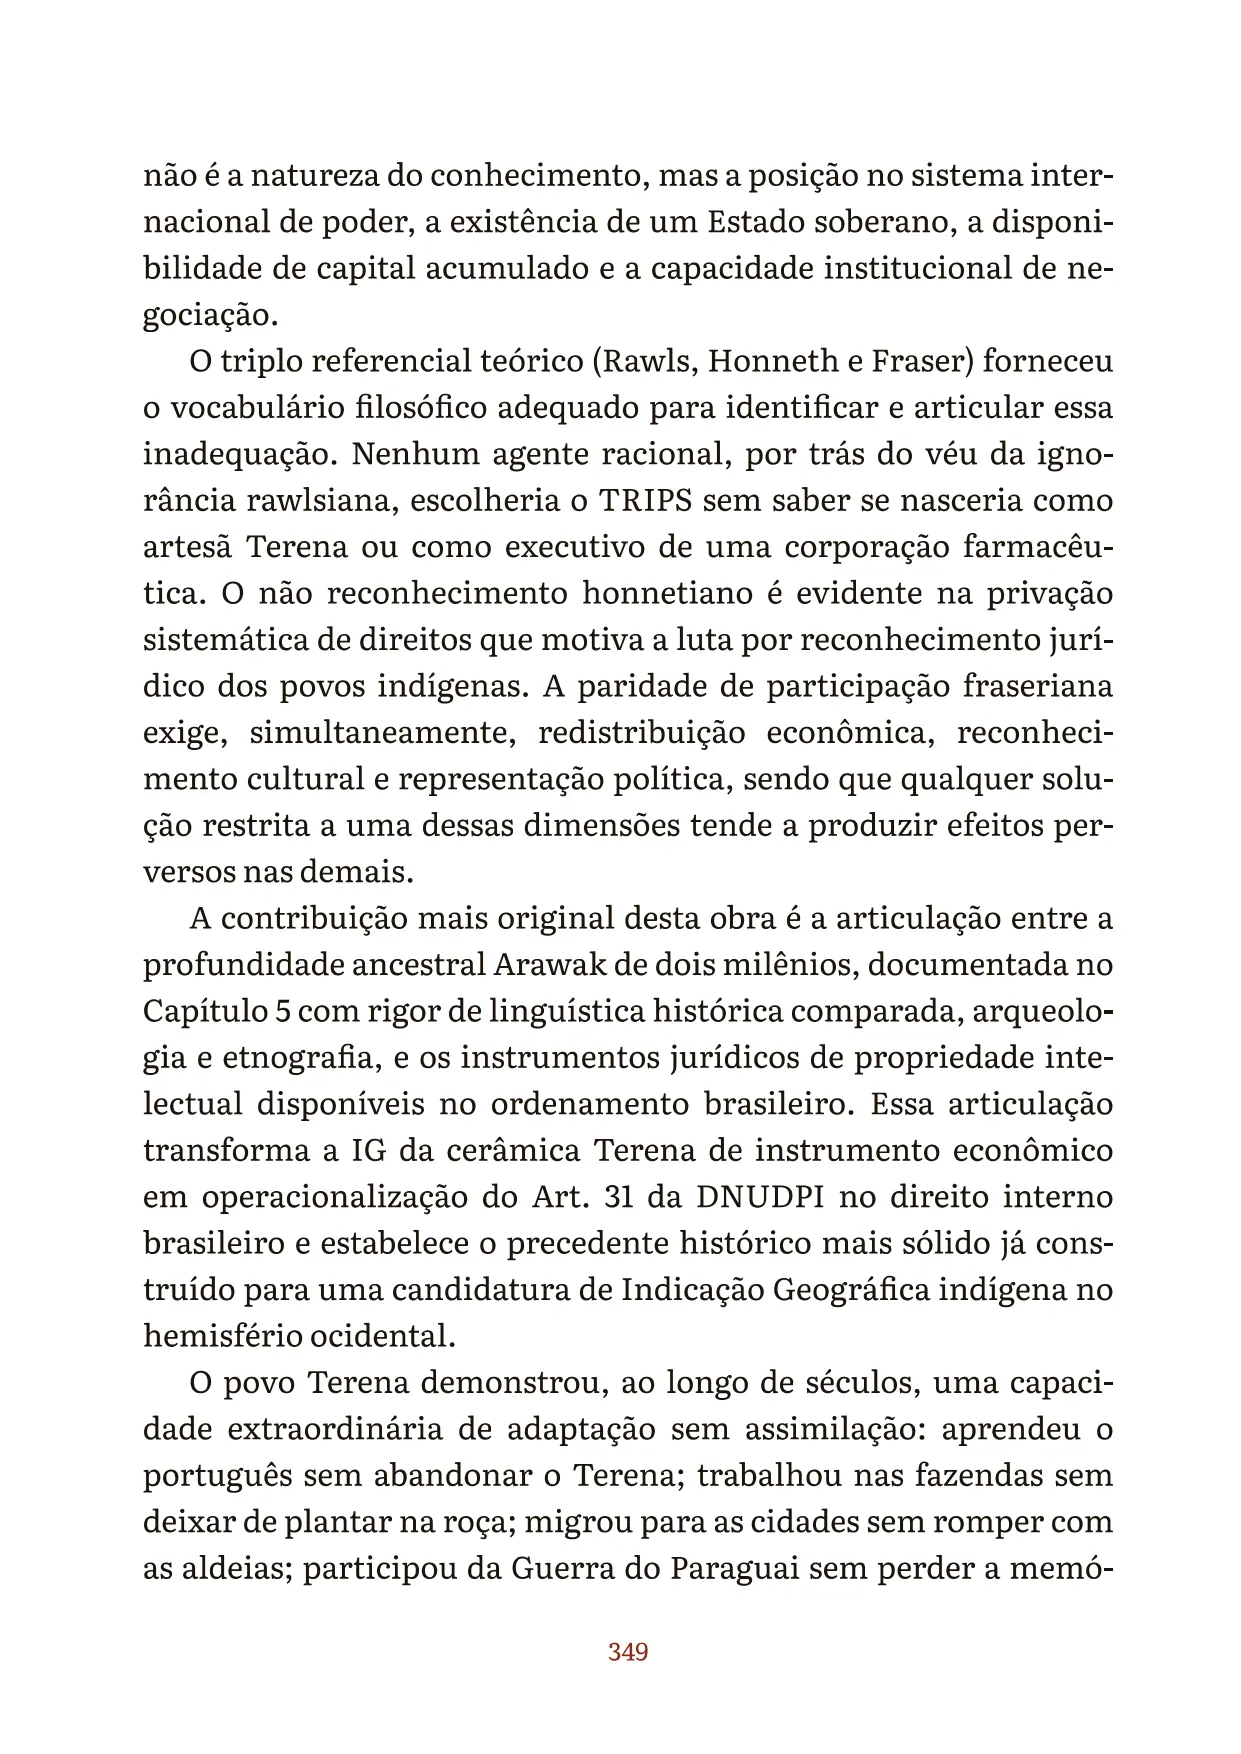 não é a natureza do conhecimento, mas a posição no sistema inter-
nacional de poder, a existência de um Estado soberano, a disponi-
bilidade de capital acumulado e a capacidade institucional de ne-
gociação.
O triplo referencial teórico (Rawls, Honneth e Fraser) forneceu
o vocabulário filosófico adequado para identificar e articular essa
inadequação. Nenhum agente racional, por trás do véu da igno-
rância rawlsiana, escolheria o TRIPS sem saber se nasceria como
artesã Terena ou como executivo de uma corporação farmacêu-
tica. O não reconhecimento honnetiano é evidente na privação
sistemática de direitos que motiva a luta por reconhecimento jurí-
dico dos povos indígenas. A paridade de participação fraseriana
exige, simultaneamente, redistribuição econômica, reconheci-
mento cultural e representação política, sendo que qualquer solu-
ção restrita a uma dessas dimensões tende a produzir efeitos per-
versos nas demais.
A contribuição mais original desta obra é a articulação entre a
profundidade ancestral Arawak de dois milênios, documentada no
Capítulo 5 com rigor de linguística histórica comparada, arqueolo-
gia e etnografia, e os instrumentos jurídicos de propriedade inte-
lectual disponíveis no ordenamento brasileiro. Essa articulação
transforma a IG da cerâmica Terena de instrumento econômico
em operacionalização do Art. 31 da DNUDPI no direito interno
brasileiro e estabelece o precedente histórico mais sólido já cons-
truído para uma candidatura de Indicação Geográfica indígena no
hemisfério ocidental.
O povo Terena demonstrou, ao longo de séculos, uma capaci-
dade extraordinária de adaptação sem assimilação: aprendeu o
português sem abandonar o Terena; trabalhou nas fazendas sem
deixar de plantar na roça; migrou para as cidades sem romper com
as aldeias; participou da Guerra do Paraguai sem perder a memó-
349